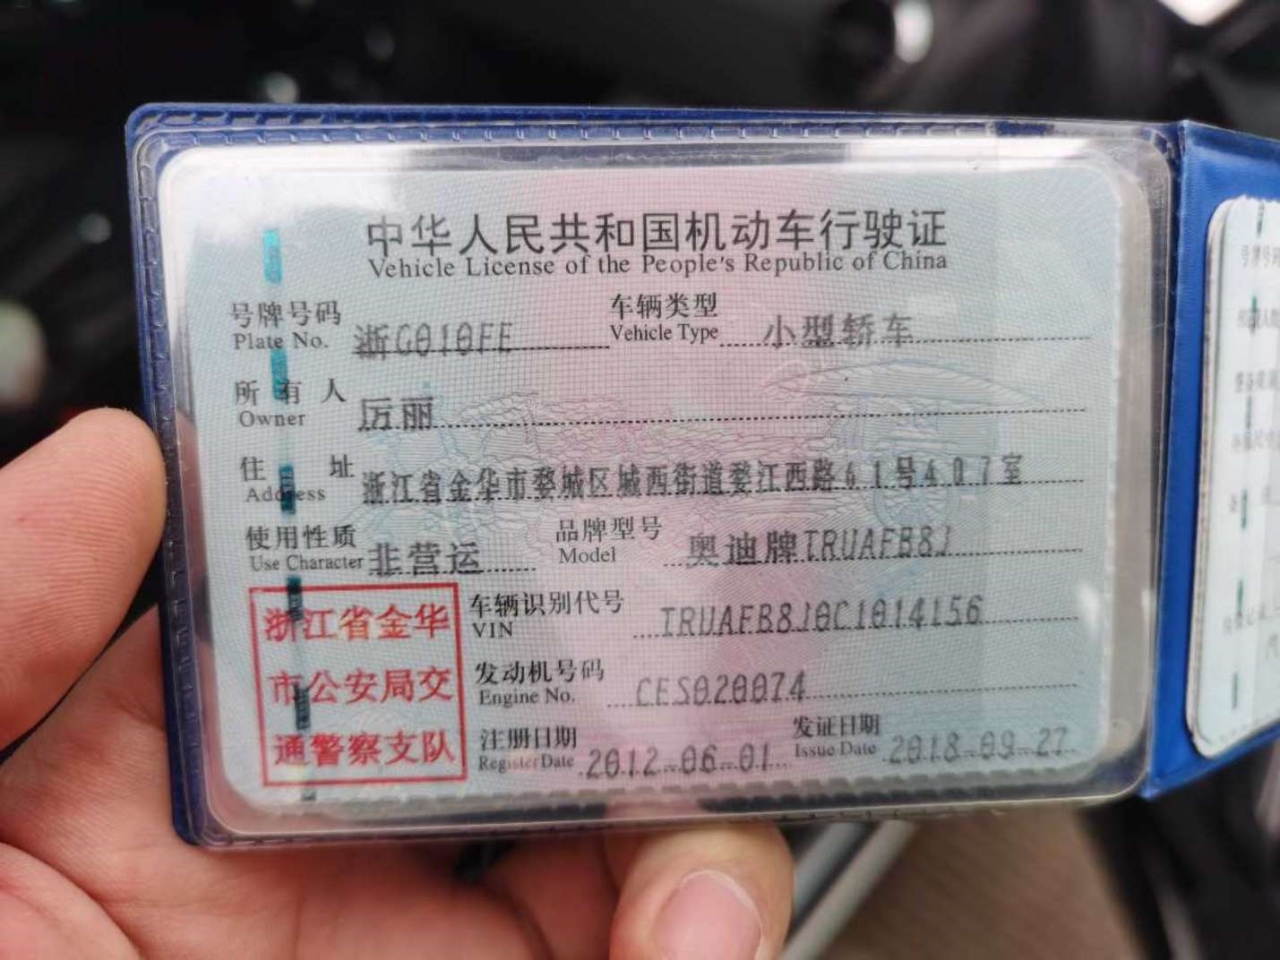 中华人民共和国机动车行驶证
Vehicle License of the People's Republic of China
号牌号码 浙G010FE 车辆类型 小型轿车
Plate No. Vehicle Type
所有人 厉丽
Owner
住址 浙江省金华市婺城区城西街道婺江西路61号407室
Address
使用性质 非营运 品牌型号 奥迪牌TRUAFB8J
Use Character Model
浙江省金华
市公安局交
通警察支队
车辆识别代号 TRUAFB8J0C1014156
VIN
发动机号码 CES020074
Engine No.
注册日期 2012-06-01 发证日期 2018-09-27
Register Date Issue Date